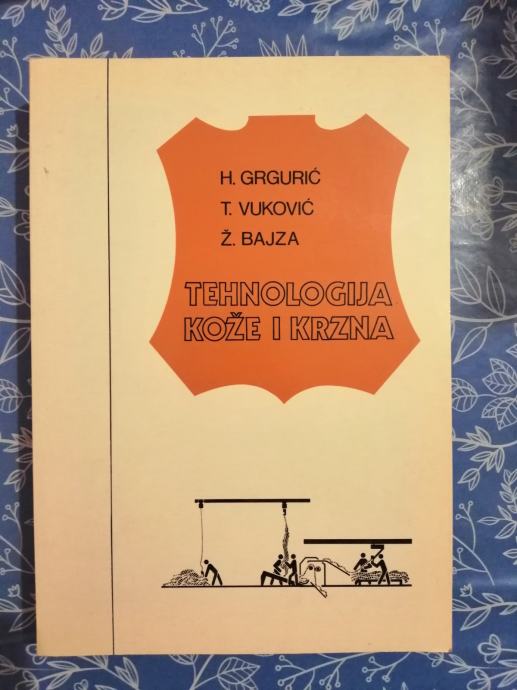 H. GRGURIĆ
T. VUKOVIĆ
Ž. BAJZA
TEHNOLOGIJA
KOŽE I KRZNA